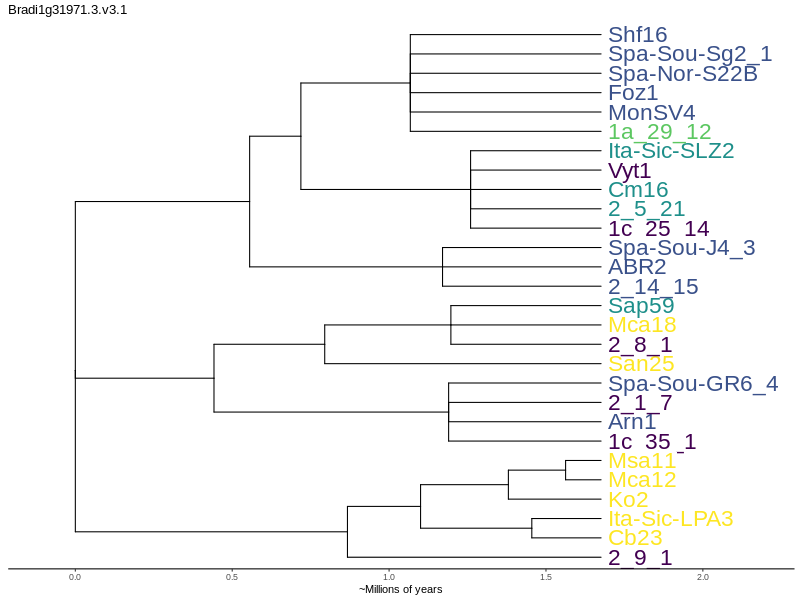 Bradi1g31971.3.v3.1
Shf16
Spa-Sou-Sg2_1
Spa-Nor-S22B
Foz1
MonSV4
1a_29_12
Ita-Sic-SLZ2
Vyt1
Cm16
2_5_21
1c_25_14
Spa-Sou-J4_3
ABR2
2_14_15
Sap59
Mca18
2_8_1
San25
Spa-Sou-GR6_4
2_1_7
Arn1
1c_35_1
Msa11
Mca12
Ko2
Ita-Sic-LPA3
Cb23
2_9_1
0.0 0.5 1.0 1.5 2.0
~Millions of years